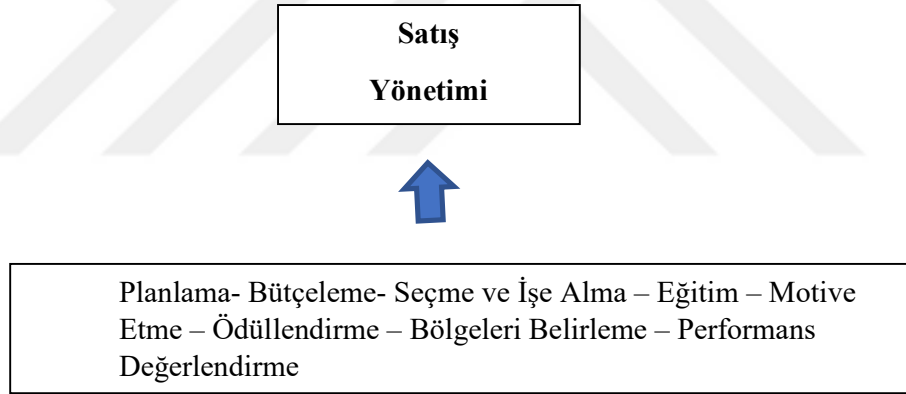 Satış
Yönetimi
Planlama- Bütçeleme- Seçme ve İşe Alma – Eğitim – Motive
Etme – Ödüllendirme – Bölgeleri Belirleme – Performans
Değerlendirme